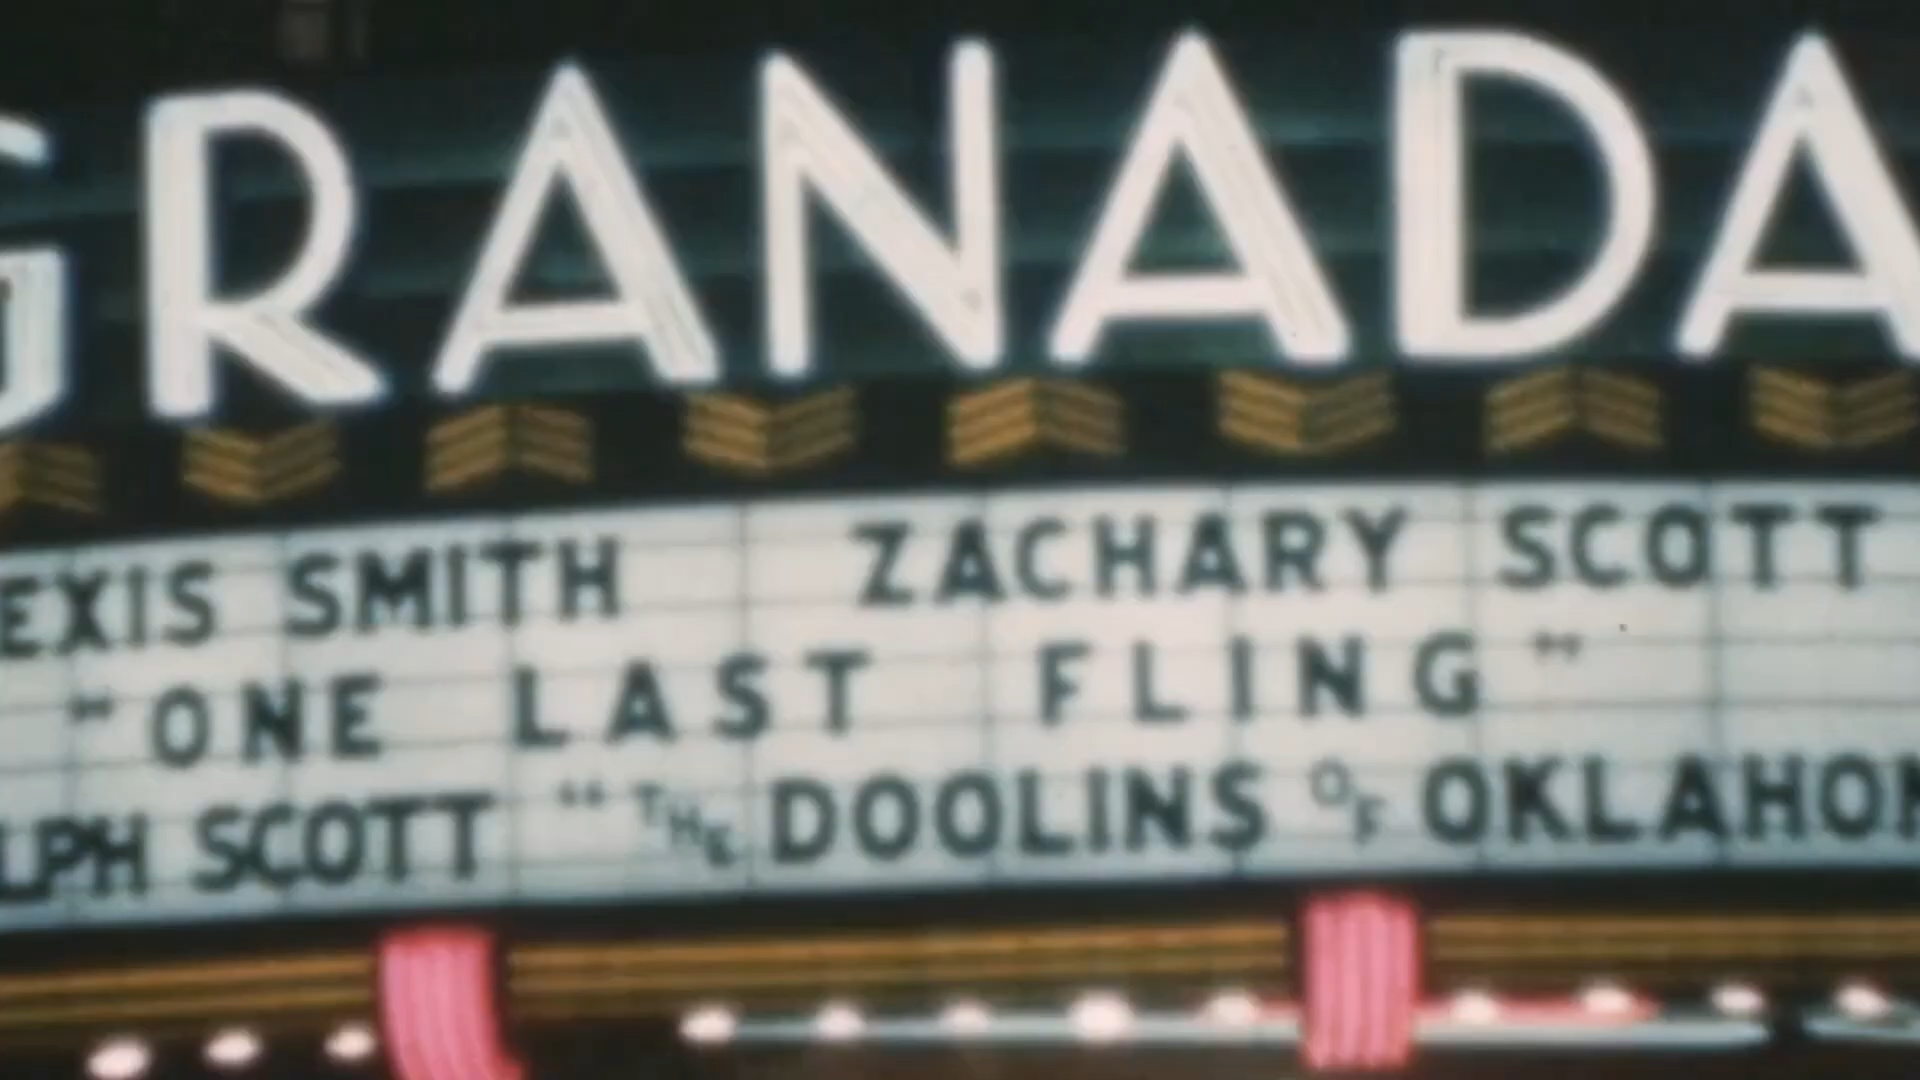 GRANADA
EXIS SMITH ZACHARY SCOTT
"ONE LAST FLING"
LPH SCOTT "THE DOOLINS OF OKLAHOM